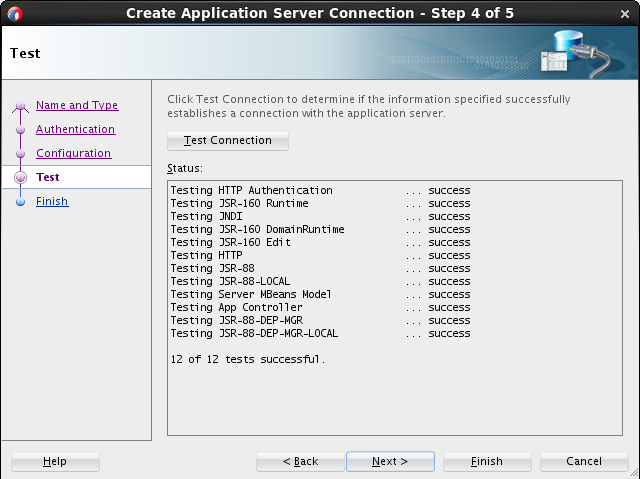 Create Application Server Connection - Step 4 of 5
Test
Name and Type
Authentication
Configuration
Test
Finish
Click Test Connection to determine if the information specified successfully
establishes a connection with the application server.
Test Connection
Status:
Testing HTTP Authentication ... success
Testing JSR-160 Runtime ... success
Testing JNDI ... success
Testing JSR-160 DomainRuntime ... success
Testing JSR-160 Edit ... success
Testing HTTP ... success
Testing JSR-88 ... success
Testing JSR-88-LOCAL ... success
Testing Server MBeans Model ... success
Testing App Controller ... success
Testing JSR-88-DEP-MGR ... success
Testing JSR-88-DEP-MGR-LOCAL ... success
12 of 12 tests successful.
Help
< Back
Next >
Finish
Cancel